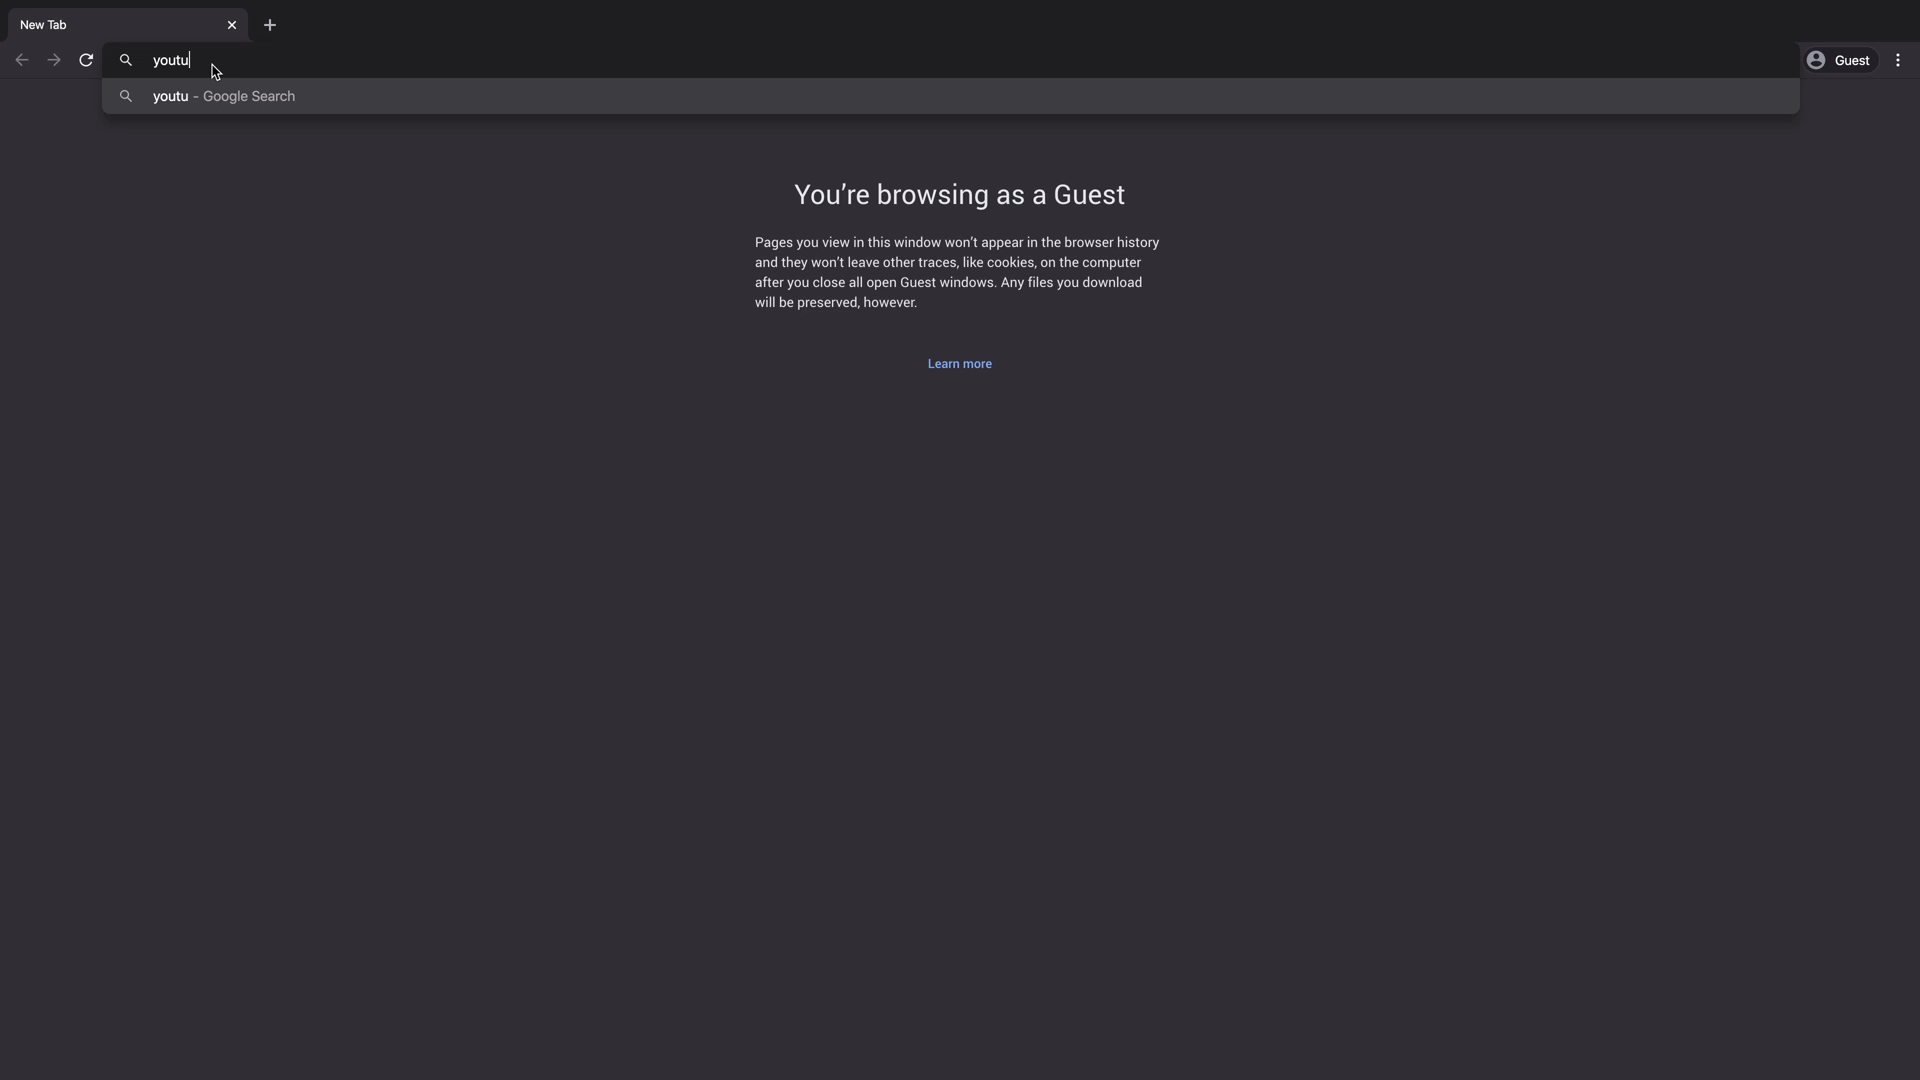 New Tab
youtu
Guest
youtu - Google Search
You're browsing as a Guest
Pages you view in this window won't appear in the browser history
and they won't leave other traces, like cookies, on the computer
after you close all open Guest windows. Any files you download
will be preserved, however.
Learn more